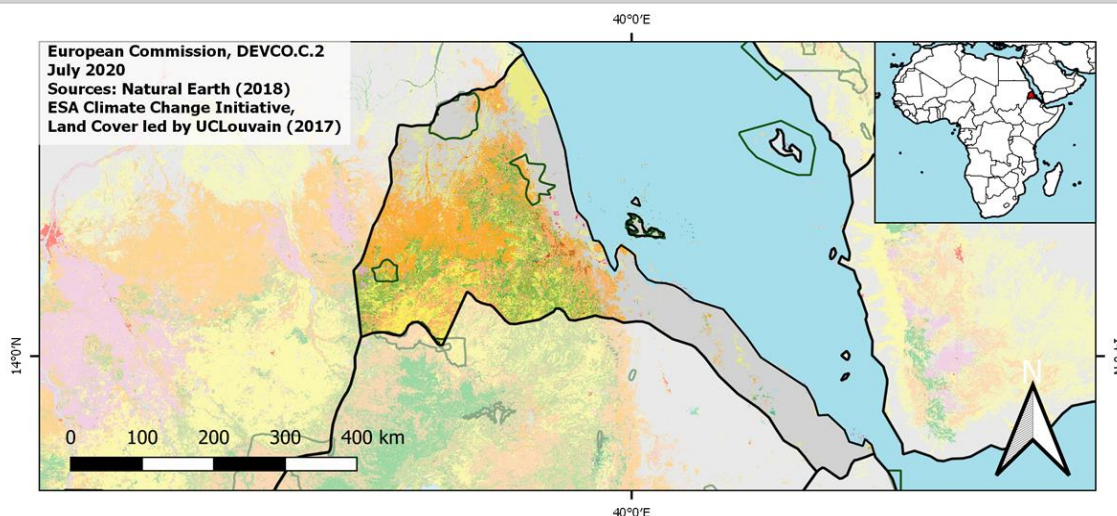 40°0'E
European Commission, DEVCO.C.2
July 2020
Sources: Natural Earth (2018)
ESA Climate Change Initiative,
Land Cover led by UCLouvain (2017)
14°0'N
N
0 100 200 300 400 km
40°0'E